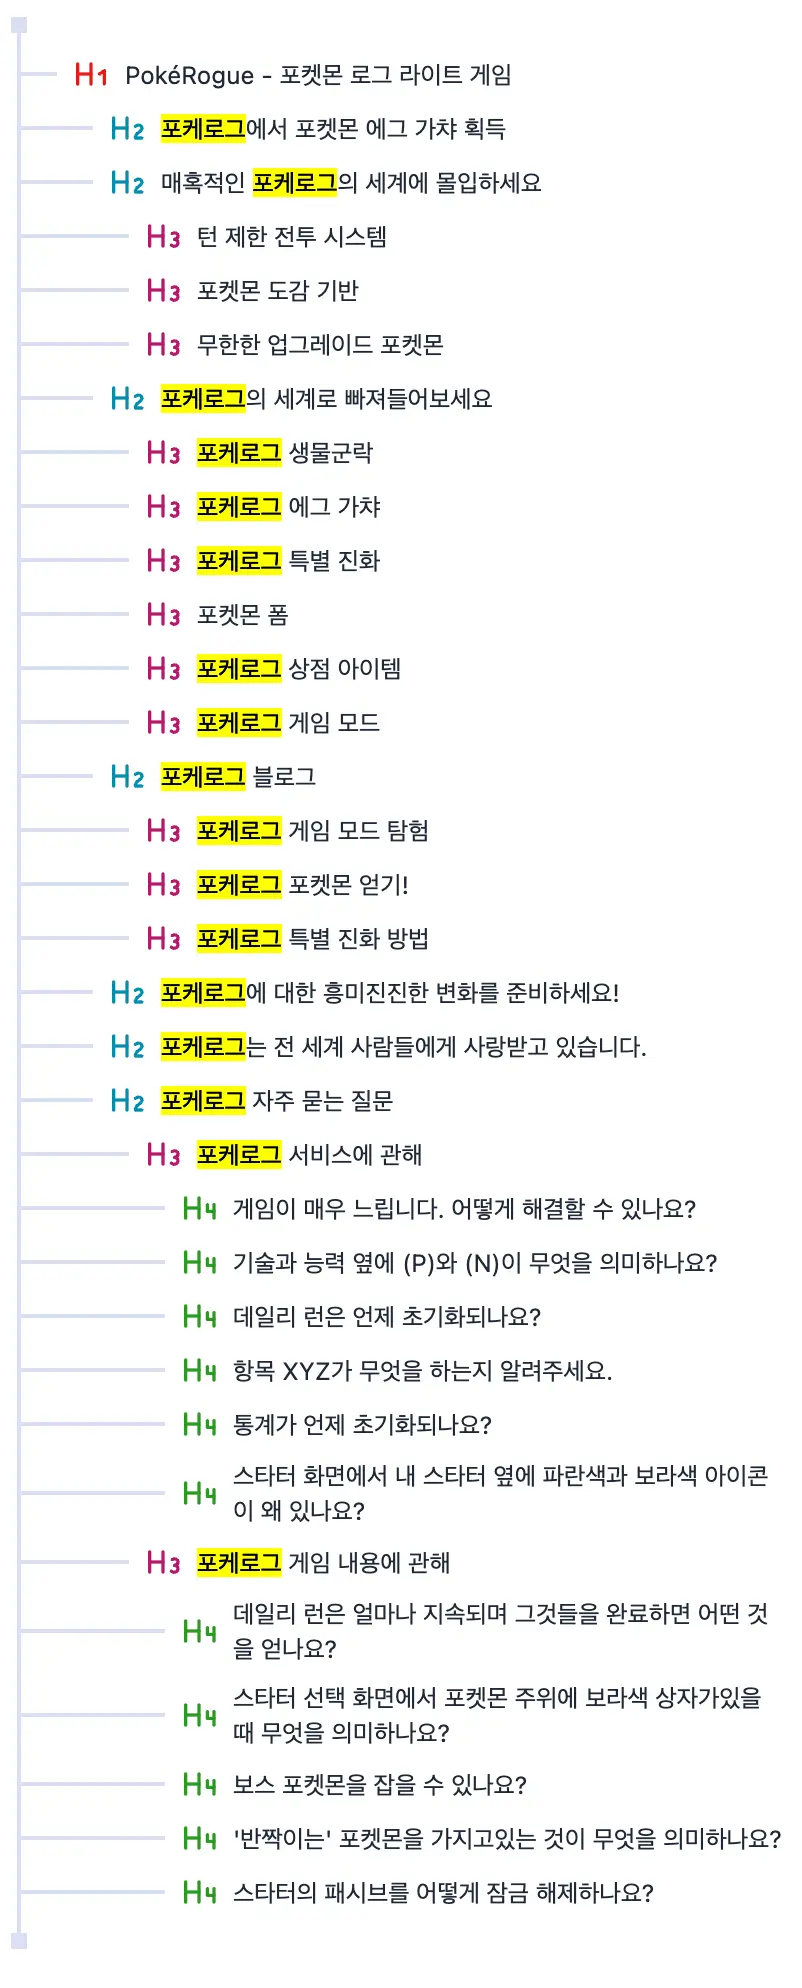 H1 PokéRogue - 포켓몬 로그 라이트 게임
H2 포케로그에서 포켓몬 에그 가챠 획득
H2 매혹적인 포케로그의 세계에 몰입하세요
H3 턴 제한 전투 시스템
H3 포켓몬 도감 기반
H3 무한한 업그레이드 포켓몬
H2 포케로그의 세계로 빠져들어보세요
H3 포케로그 생물군락
H3 포케로그 에그 가챠
H3 포케로그 특별 진화
H3 포켓몬 폼
H3 포케로그 상점 아이템
H3 포케로그 게임 모드
H2 포케로그 블로그
H3 포케로그 게임 모드 탐험
H3 포케로그 포켓몬 얻기!
H3 포케로그 특별 진화 방법
H2 포케로그에 대한 흥미진진한 변화를 준비하세요!
H2 포케로그는 전 세계 사람들에게 사랑받고 있습니다.
H2 포케로그 자주 묻는 질문
H3 포케로그 서비스에 관해
H4 게임이 매우 느립니다. 어떻게 해결할 수 있나요?
H4 기술과 능력 옆에 (P)와 (N)이 무엇을 의미하나요?
H4 데일리 런은 언제 초기화되나요?
H4 항목 XYZ가 무엇을 하는지 알려주세요.
H4 통계가 언제 초기화되나요?
H4 스타터 화면에서 내 스타터 옆에 파란색과 보라색 아이콘
이 왜 있나요?
H3 포케로그 게임 내용에 관해
H4 데일리 런은 얼마나 지속되며 그것들을 완료하면 어떤 것
을 얻나요?
H4 스타터 선택 화면에서 포켓몬 주위에 보라색 상자가있을
때 무엇을 의미하나요?
H4 보스 포켓몬을 잡을 수 있나요?
H4 '반짝이는' 포켓몬을 가지고있는 것이 무엇을 의미하나요?
H4 스타터의 패시브를 어떻게 잠금 해제하나요?